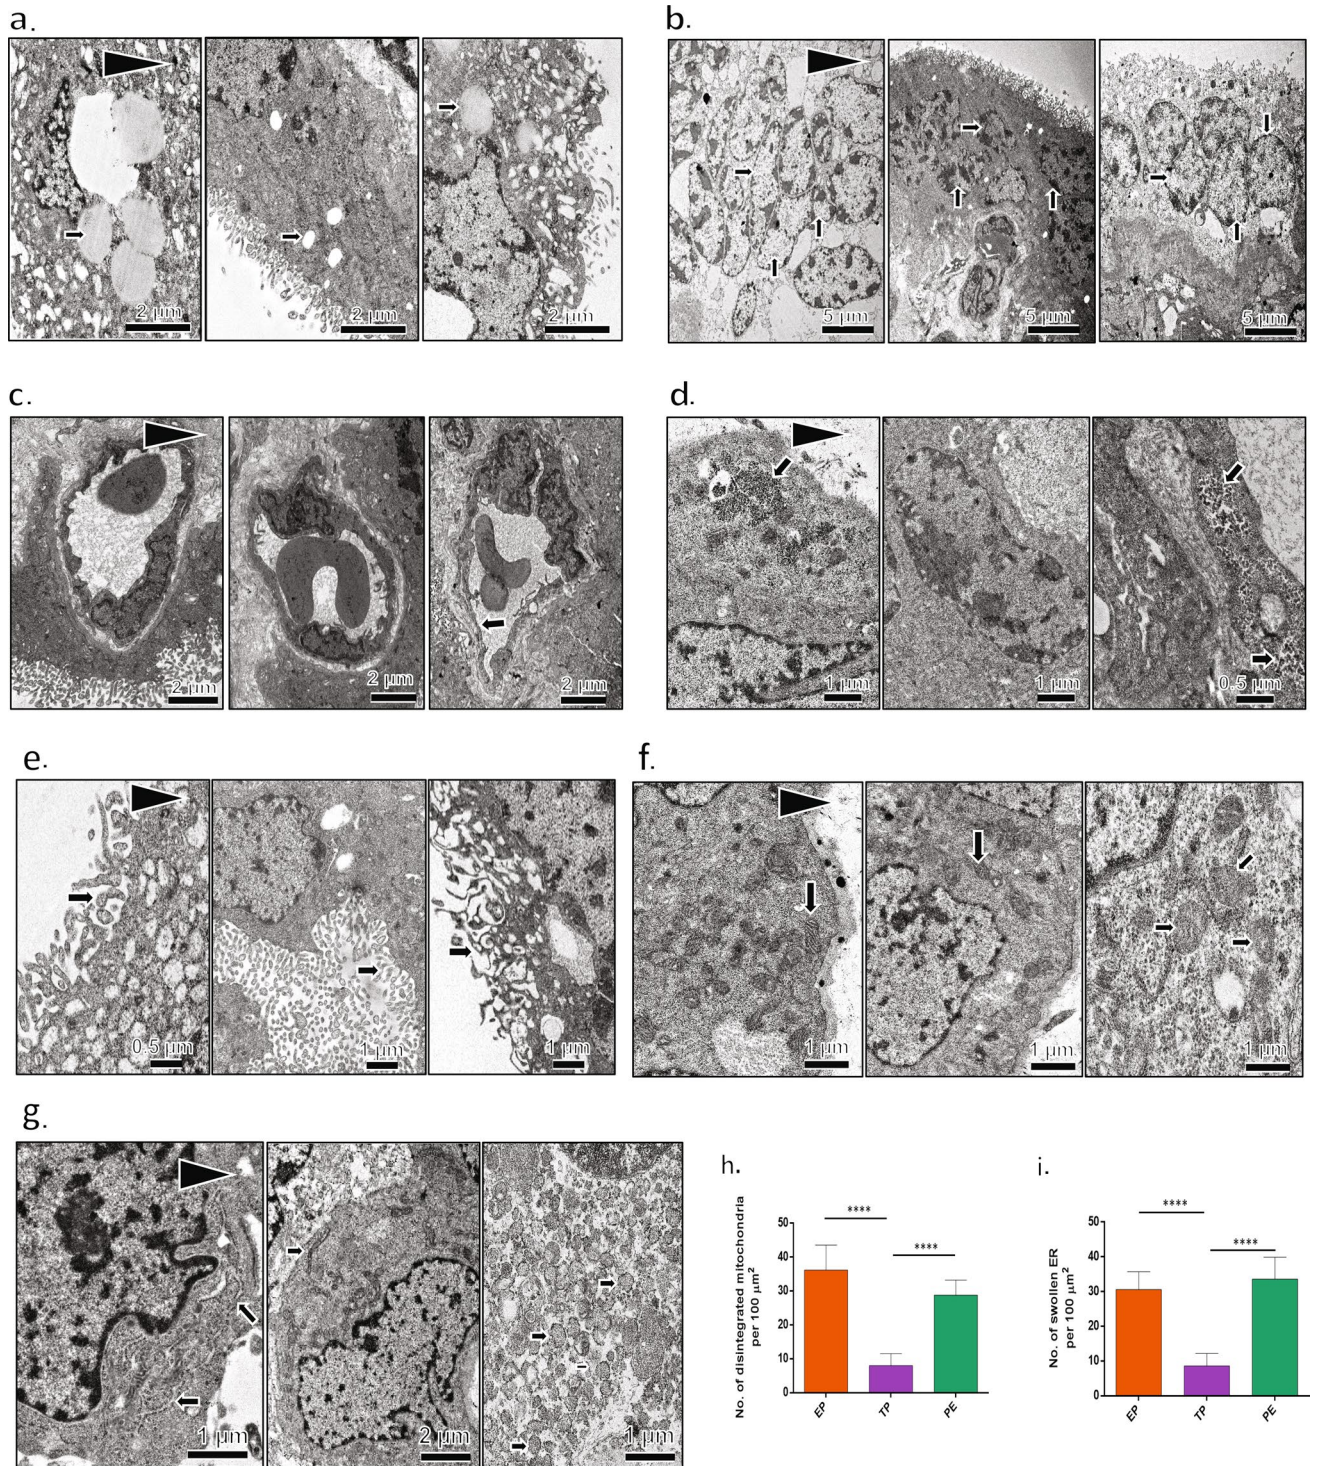 a.
b.
2 μm
2 μm
2 μm
5 μm
5 μm
5 μm
c.
d.
2 μm
2 μm
2 μm
1 μm
1 μm
0.5 μm
e.
f.
0.5 μm
1 μm
1 μm
1 μm
1 μm
1 μm
g.
1 μm
2 μm
1 μm
h.
No. of disintegrated mitochondria
per 100 μm²
50
40
30
20
10
0
****
****
EP
TP
PE
i.
No. of swollen ER
per 100 μm²
50
40
30
20
10
0
****
****
EP
TP
PE